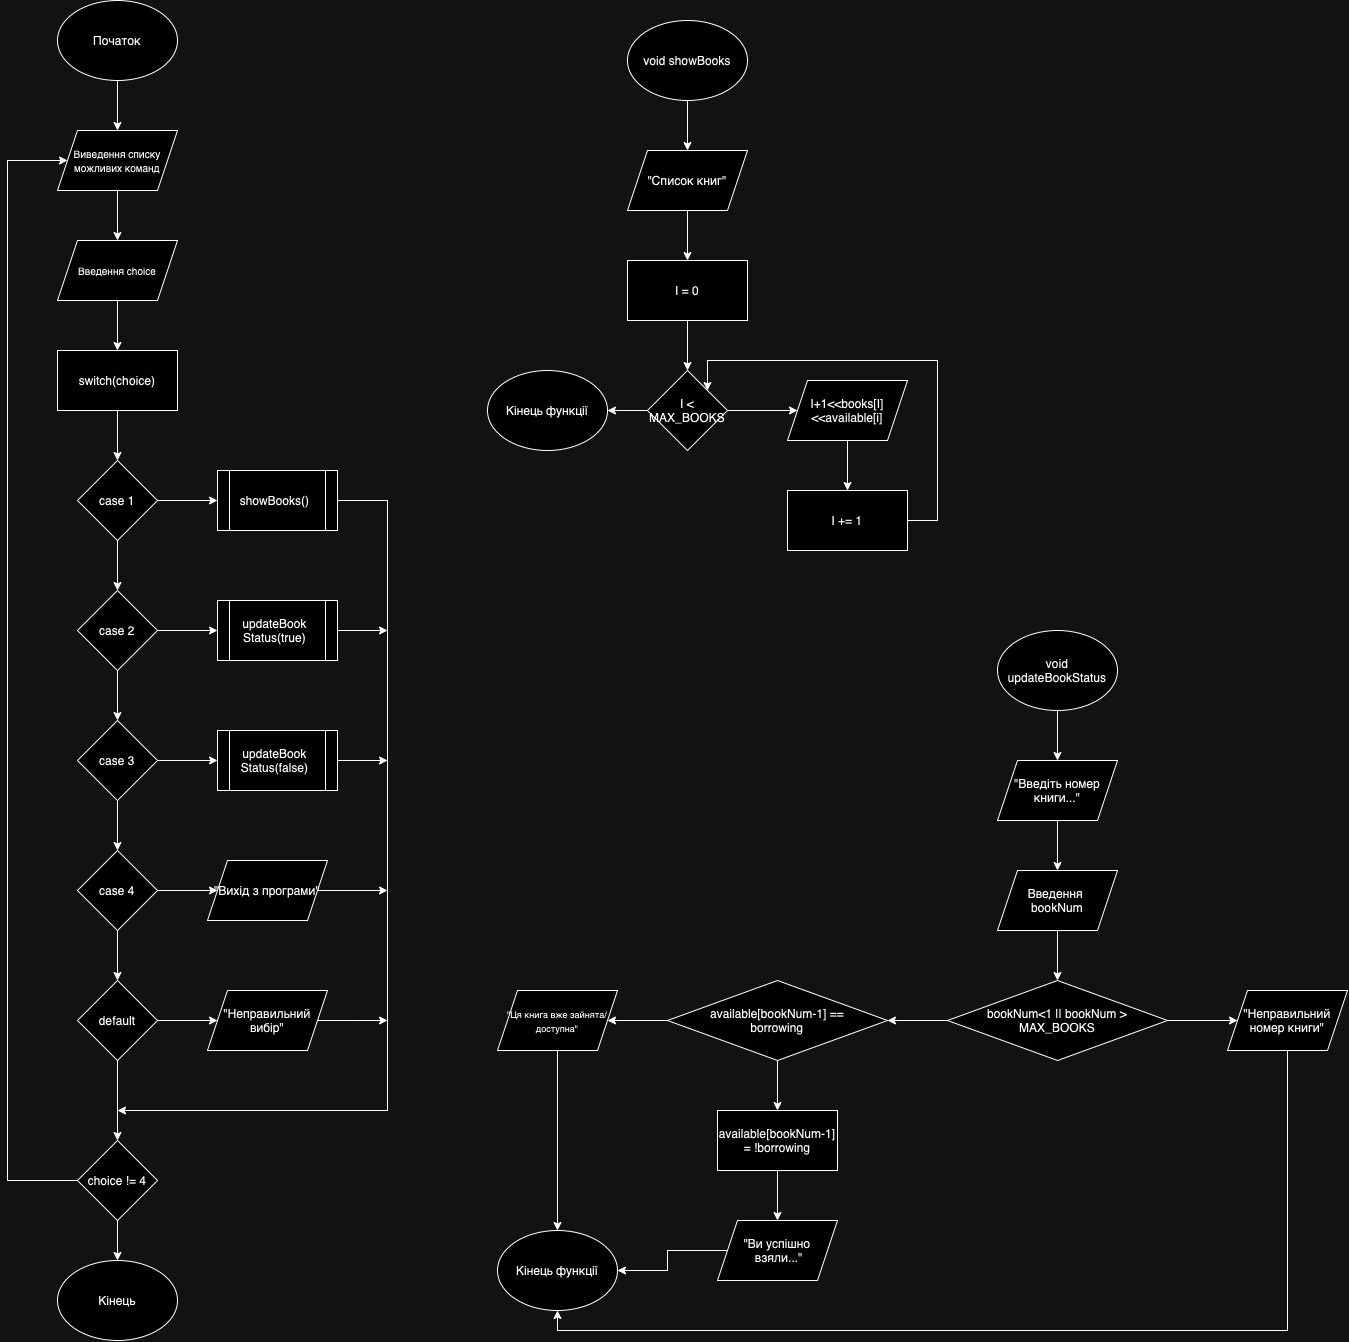 Початок
Виведення списку
можливих команд
Введення choice
switch(choice)
case 1
showBooks()
case 2
updateBook
Status(true)
case 3
updateBook
Status(false)
case 4
"Вихід з програми"
default
"Неправильний
вибір"
choice != 4
Кінець
void showBooks
"Список книг"
I = 0
I <
MAX_BOOKS
Кінець функції
I+1<<books[I]
<<available[i]
I += 1
void
updateBookStatus
"Введіть номер
книги..."
Введення
bookNum
bookNum<1 || bookNum >
MAX_BOOKS
"Неправильний
номер книги"
available[bookNum-1] ==
borrowing
"Ця книга вже зайнята/
доступна"
available[bookNum-1]
= !borrowing
"Ви успішно
взяли..."
Кінець функції